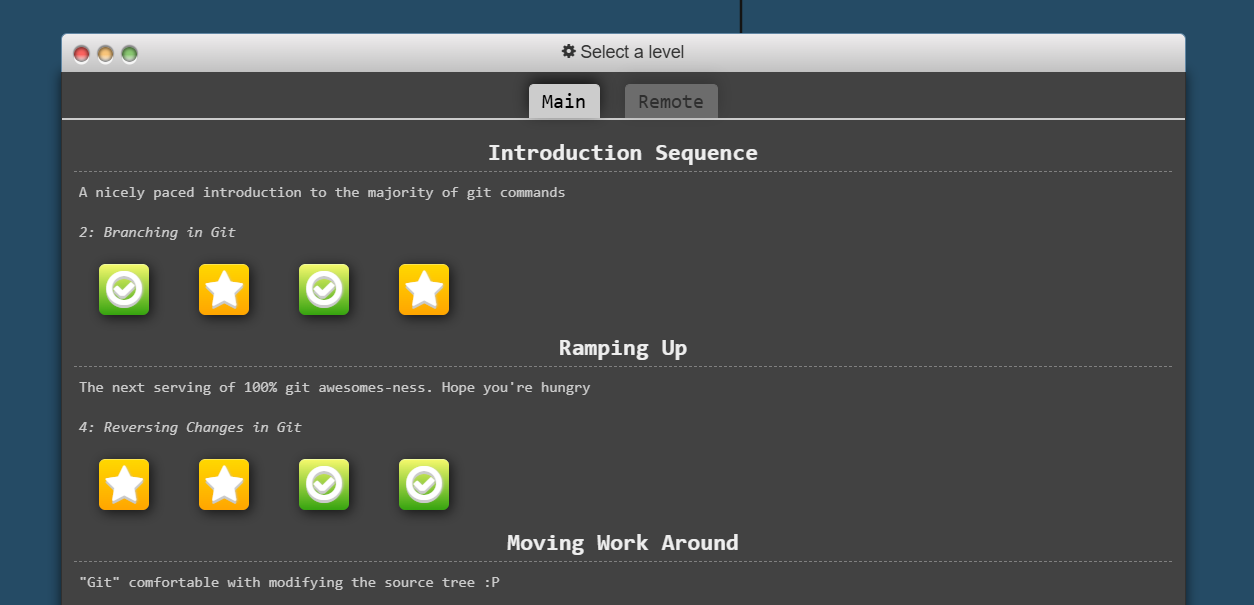 Select a level
Main Remote
Introduction Sequence
A nicely paced introduction to the majority of git commands
2: Branching in Git
Ramping Up
The next serving of 100% git awesomes-ness. Hope you're hungry
4: Reversing Changes in Git
Moving Work Around
"Git" comfortable with modifying the source tree :P